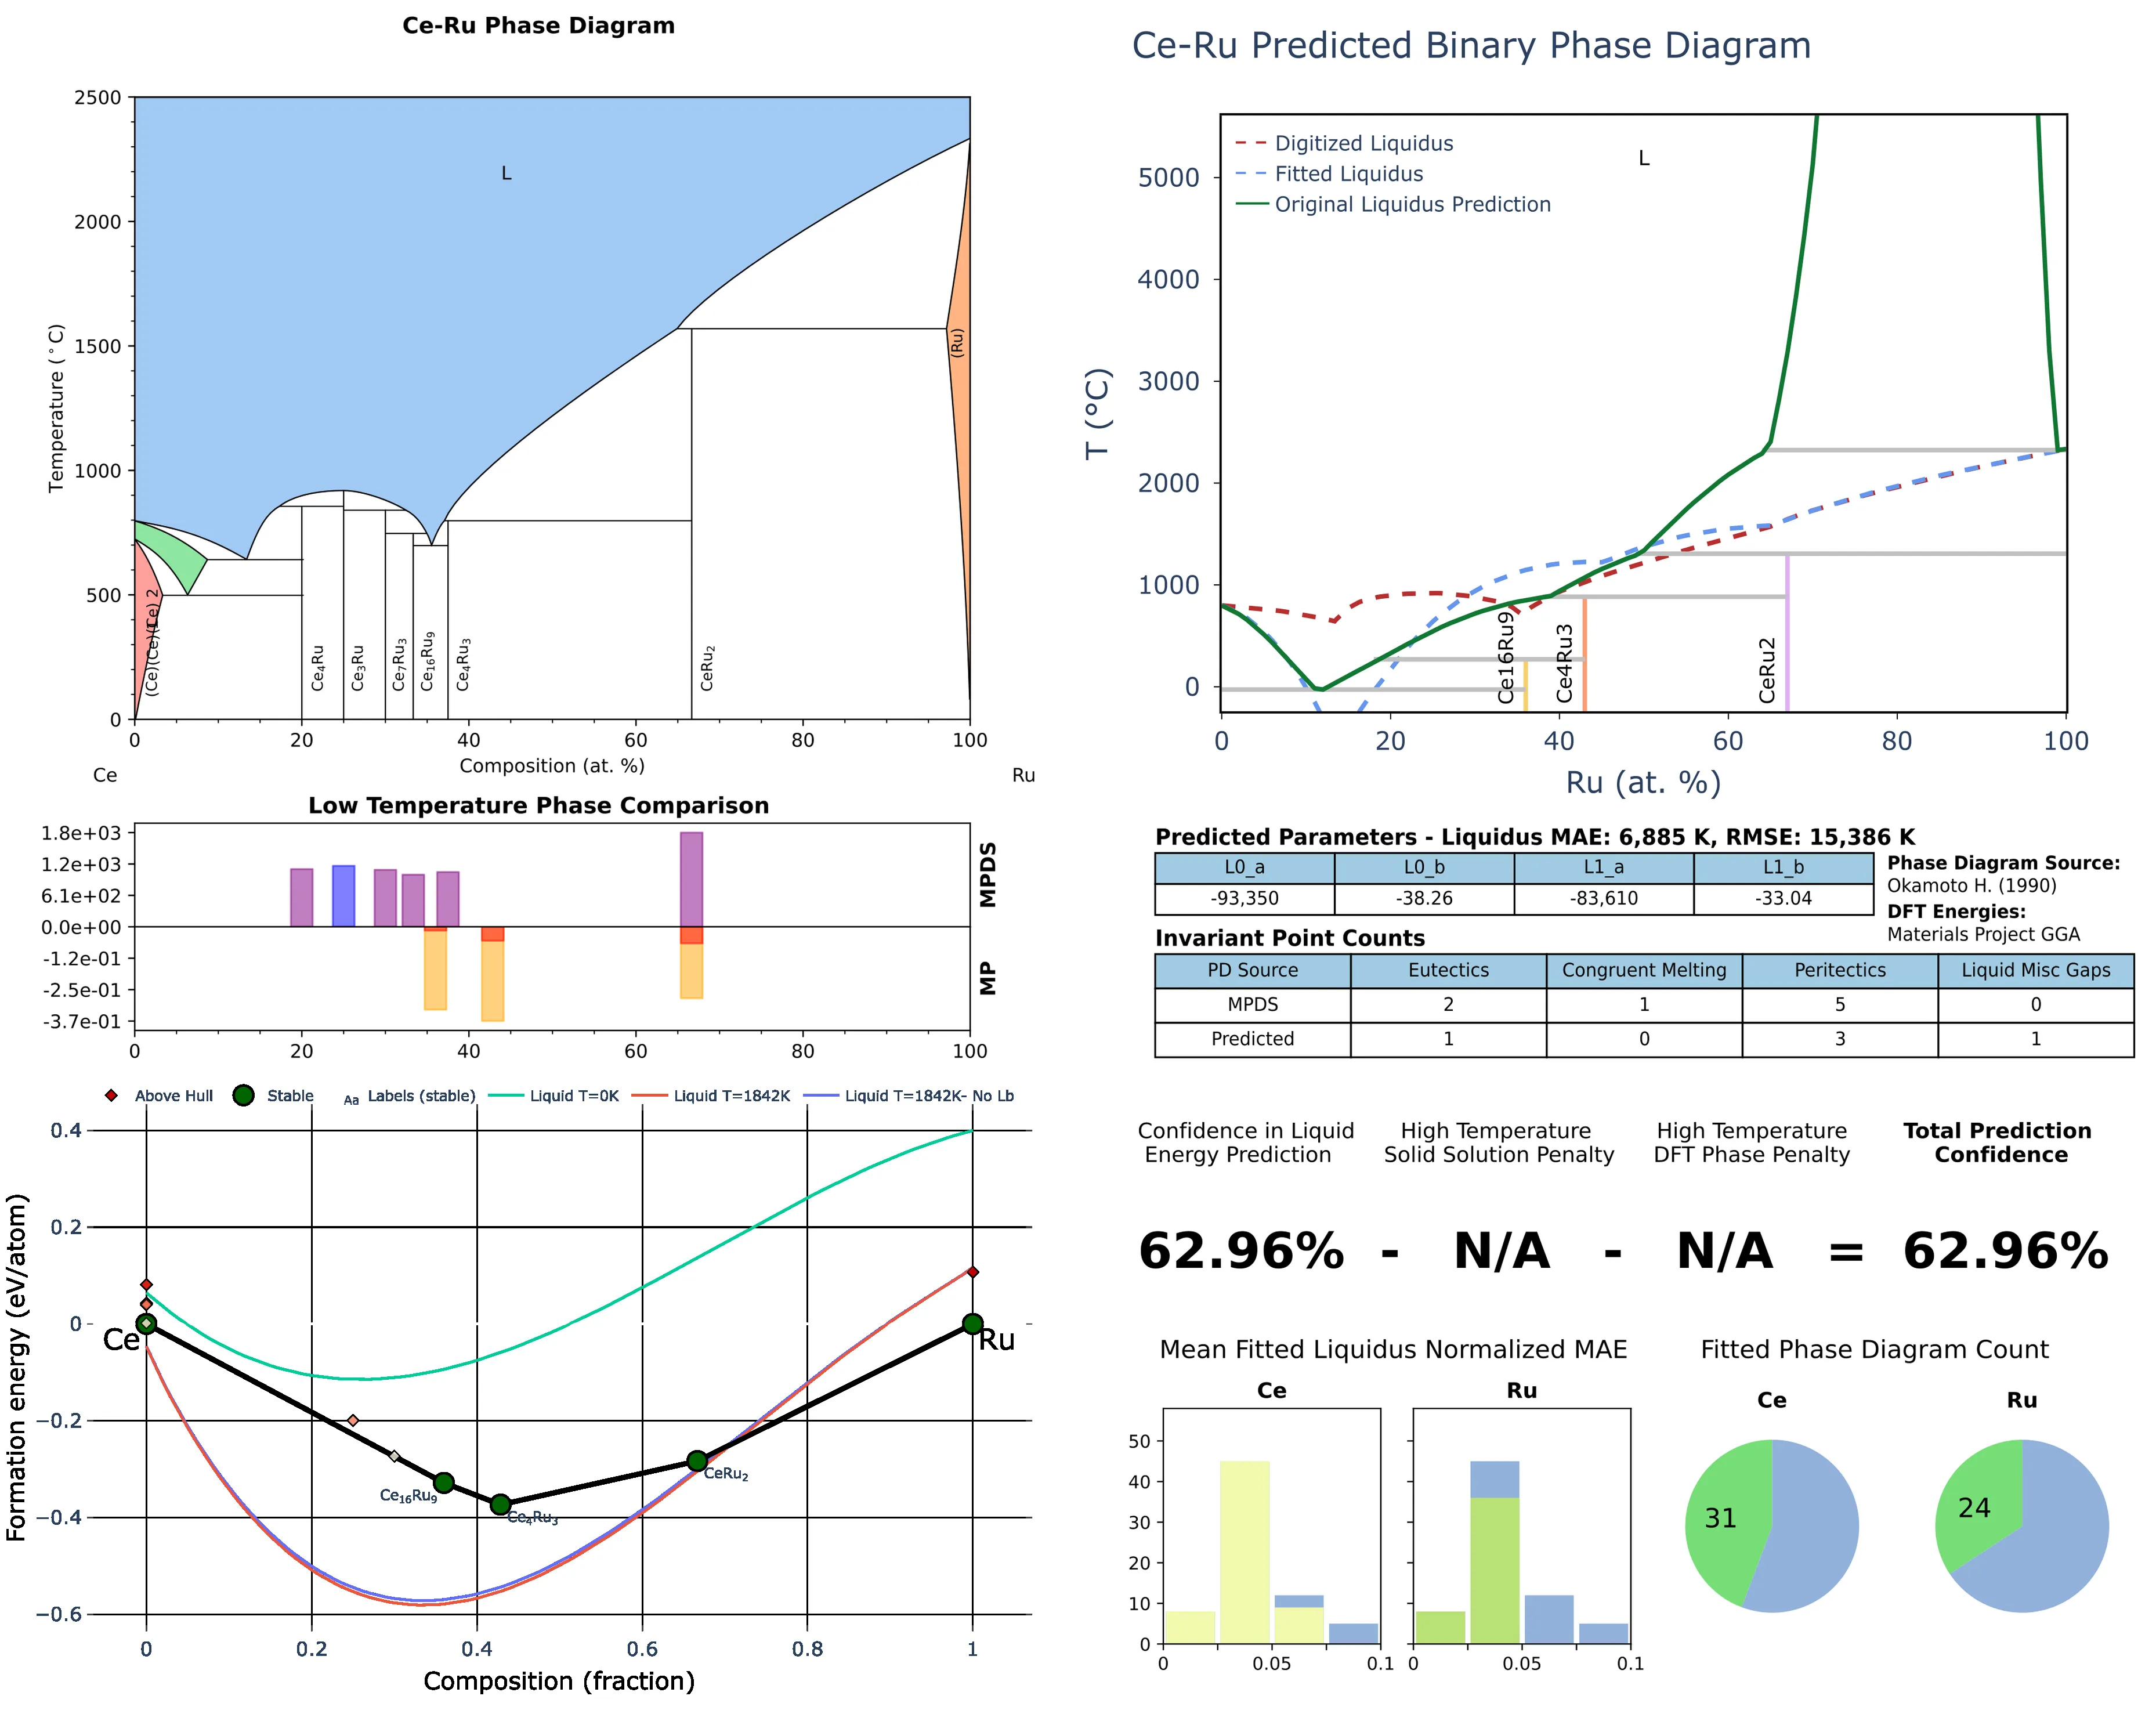 Ce-Ru Phase Diagram
2500
2000
1500
1000
500
0
Temperature (°C)
L
(Ru)
Ce₄Ru
Ce₃Ru
Ce₇Ru₃
Ce₁₆Ru₉
Ce₄Ru₃
CeRu₂
0 20 40 60 80 100
Composition (at. %)
Ce Ru
Low Temperature Phase Comparison
1.8e+03
1.2e+03
6.1e+02
0.0e+00
-1.2e-01
-2.5e-01
-3.7e-01
MPDS
MP
0 20 40 60 80 100
Above Hull Stable Aa Labels (stable) Liquid T=0K Liquid T=1842K Liquid T=1842K- No Lb
0.4
0.2
0
−0.2
−0.4
−0.6
Formation energy (eV/atom)
Ce
Ru
Ce₁₆Ru₉
Ce₄Ru₃
CeRu₂
0 0.2 0.4 0.6 0.8 1
Composition (fraction)
Ce-Ru Predicted Binary Phase Diagram
Digitized Liquidus
Fitted Liquidus
Original Liquidus Prediction
L
5000
4000
3000
2000
1000
0
T (°C)
Ce16Ru9
Ce4Ru3
CeRu2
0 20 40 60 80 100
Ru (at. %)
Predicted Parameters - Liquidus MAE: 6,885 K, RMSE: 15,386 K
L0_a L0_b L1_a L1_b
-93,350 -38.26 -83,610 -33.04
Phase Diagram Source:
Okamoto H. (1990)
DFT Energies:
Materials Project GGA
Invariant Point Counts
PD Source Eutectics Congruent Melting Peritectics Liquid Misc Gaps
MPDS 2 1 5 0
Predicted 1 0 3 1
Confidence in Liquid
Energy Prediction
High Temperature
Solid Solution Penalty
High Temperature
DFT Phase Penalty
Total Prediction
Confidence
62.96% - N/A - N/A = 62.96%
Mean Fitted Liquidus Normalized MAE
Ce Ru
50
40
30
20
10
0
0 0.05 0.1 0 0.05 0.1
Fitted Phase Diagram Count
Ce Ru
31 24